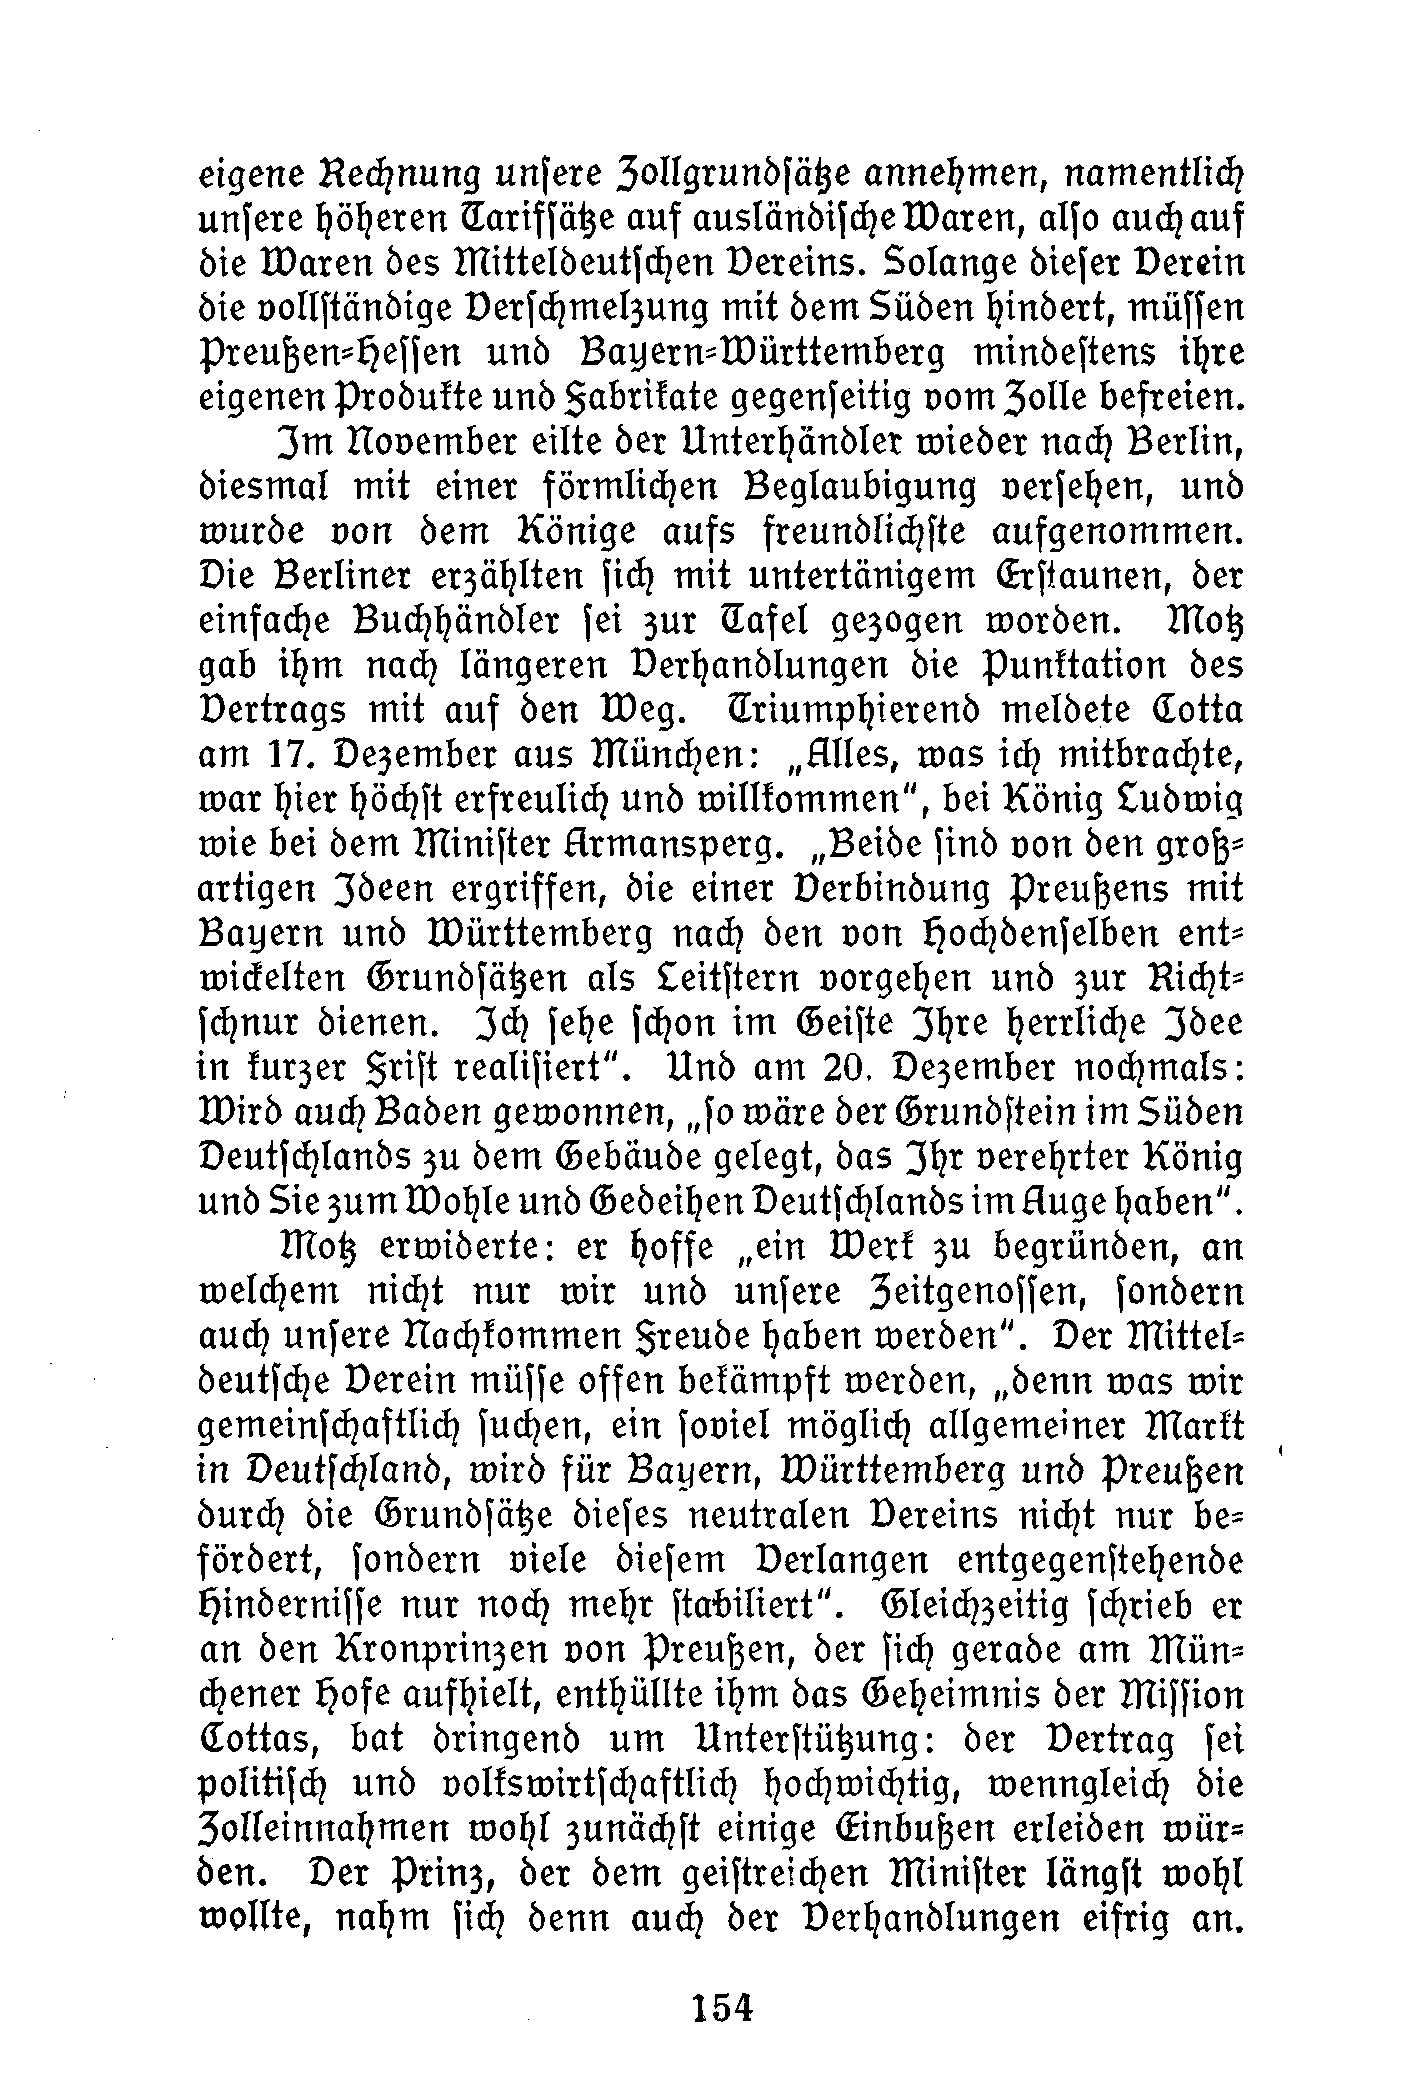 eigene Rechnung unſere Zollgrundſätze annehmen, namentlich
unſere höheren Tarifſätze auf ausländiſche Waren, alſo auch auf
die Waren des Mitteldeutſchen Vereins. Solange dieſer Verein
die vollſtändige Verſchmelzung mit dem Süden hindert, müſſen
Preußen-Heſſen und Bayern-Württemberg mindeſtens ihre
eigenen Produkte und Fabrikate gegenſeitig vom Zolle befreien.
Im November eilte der Unterhändler wieder nach Berlin,
diesmal mit einer förmlichen Beglaubigung verſehen, und
wurde von dem Könige aufs freundlichſte aufgenommen.
Die Berliner erzählten ſich mit untertänigem Erſtaunen, der
einfache Buchhändler ſei zur Tafel gezogen worden. Motz
gab ihm nach längeren Verhandlungen die Punktation des
Vertrags mit auf den Weg. Triumphierend meldete Cotta
am 17. Dezember aus München: „Alles, was ich mitbrachte,
war hier höchſt erfreulich und willkommen“, bei König Ludwig
wie bei dem Miniſter Armansperg. „Beide ſind von den groß-
artigen Ideen ergriffen, die einer Verbindung Preußens mit
Bayern und Württemberg nach den von Hochdenſelben ent-
wickelten Grundſätzen als Leitſtern vorgehen und zur Richt-
ſchnur dienen. Ich ſehe ſchon im Geiſte Ihre herrliche Idee
in kurzer Friſt realiſiert“. Und am 20. Dezember nochmals:
Wird auch Baden gewonnen, „ſo wäre der Grundſtein im Süden
Deutſchlands zu dem Gebäude gelegt, das Ihr verehrter König
und Sie zum Wohle und Gedeihen Deutſchlands im Auge haben“.
Motz erwiderte: er hoffe „ein Werk zu begründen, an
welchem nicht nur wir und unſere Zeitgenoſſen, ſondern
auch unſere Nachkommen Freude haben werden“. Der Mittel-
deutſche Verein müſſe offen bekämpft werden, „denn was wir
gemeinſchaftlich ſuchen, ein ſoviel möglich allgemeiner Markt
in Deutſchland, wird für Bayern, Württemberg und Preußen
durch die Grundſätze dieſes neutralen Vereins nicht nur be-
fördert, ſondern viele dieſem Verlangen entgegenſtehende
Hinderniſſe nur noch mehr ſtabiliert“. Gleichzeitig ſchrieb er
an den Kronprinzen von Preußen, der ſich gerade am Mün-
chener Hofe aufhielt, enthüllte ihm das Geheimnis der Miſſion
Cottas, bat dringend um Unterſtützung: der Vertrag ſei
politiſch und volkswirtſchaftlich hochwichtig, wenngleich die
Zolleinnahmen wohl zunächſt einige Einbußen erleiden wür-
den. Der Prinz, der dem geiſtreichen Miniſter längſt wohl
wollte, nahm ſich denn auch der Verhandlungen eifrig an.
154